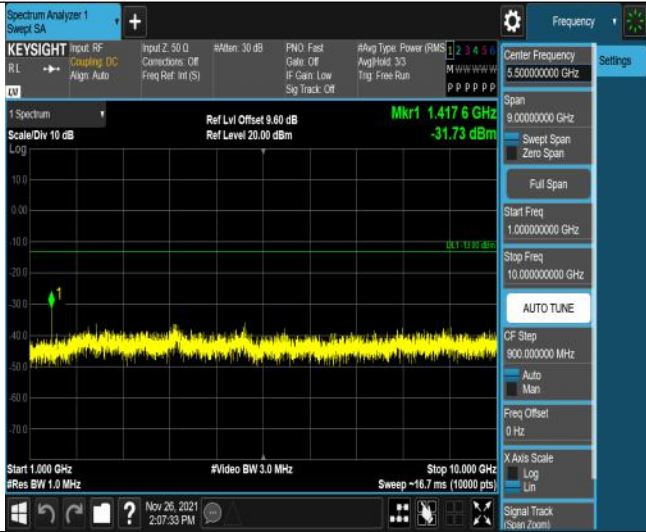 Spectrum Analyzer 1
Swept SA
+
Frequency
KEYSIGHT
RL
Input: RF
Coupling: DC
Align: Auto
Input Z: 50 Ω
Corrections: Off
Freq Ref: Int (S)
#Atten: 30 dB
PNO: Fast
Gate: Off
IF Gain: Low
Sig Track: Off
#Avg Type: Power (RMS
Avg|Hold: 3/3
Trig: Free Run
1 2 3 4 5 6
M W W W W W
P P P P P P
LV
1 Spectrum
Scale/Div 10 dB
Log
Ref Lvl Offset 9.60 dB
Ref Level 20.00 dBm
Mkr1 1.417 6 GHz
-31.73 dBm
10.0
0.00
-10.0
DL1 -13.00 dBm
-20.0
-30.0
1
-40.0
-50.0
-60.0
-70.0
Start 1.000 GHz
#Res BW 1.0 MHz
#Video BW 3.0 MHz
Stop 10.000 GHz
Sweep ~16.7 ms (10000 pts)
?
Nov 26, 2021
2:07:33 PM
Center Frequency
5.500000000 GHz
Settings
Span
9.00000000 GHz
Swept Span
Zero Span
Full Span
Start Freq
1.000000000 GHz
Stop Freq
10.000000000 GHz
AUTO TUNE
CF Step
900.000000 MHz
Auto
Man
Freq Offset
0 Hz
X Axis Scale
Log
Lin
Signal Track
(Span Zoom)